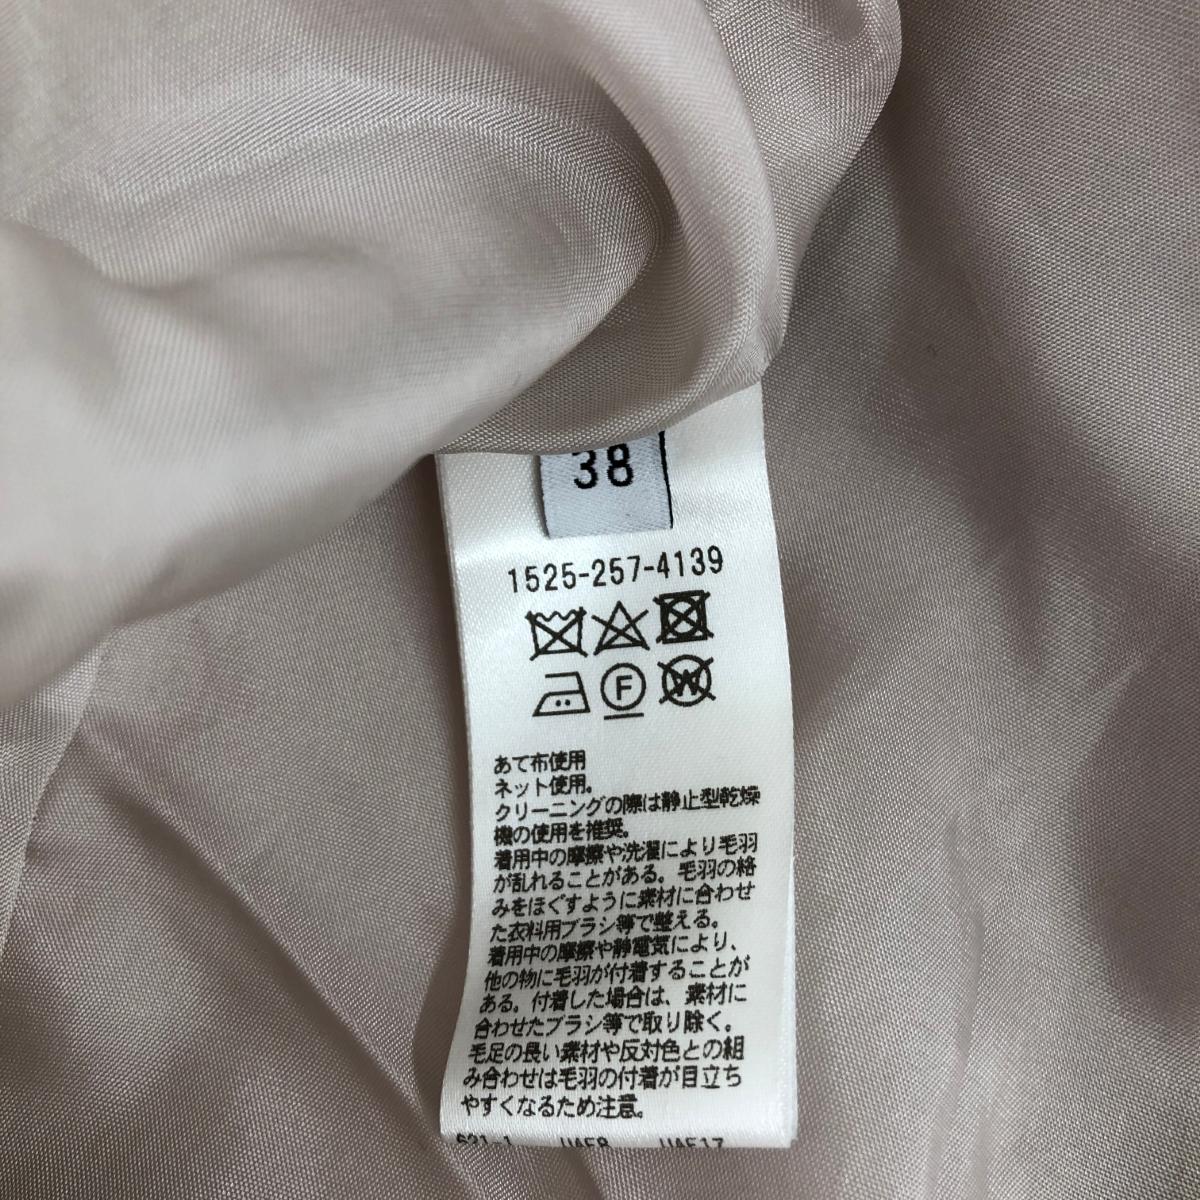 38
1525-257-4139
F
W
あて布使用
ネット使用。
クリーニングの際は静止型乾燥
機の使用を推奨。
着用中の摩擦や洗濯により毛羽
が乱れることがある。毛羽の絡
みをほぐすように素材に合わせ
た衣料用ブラシ等で整える。
着用中の摩擦や静電気により、
他の物に毛羽が付着することが
ある。付着した場合は、素材に
合わせたブラシ等で取り除く。
毛足の長い素材や反対色との組
み合わせは毛羽の付着が目立ち
やすくなるため注意。